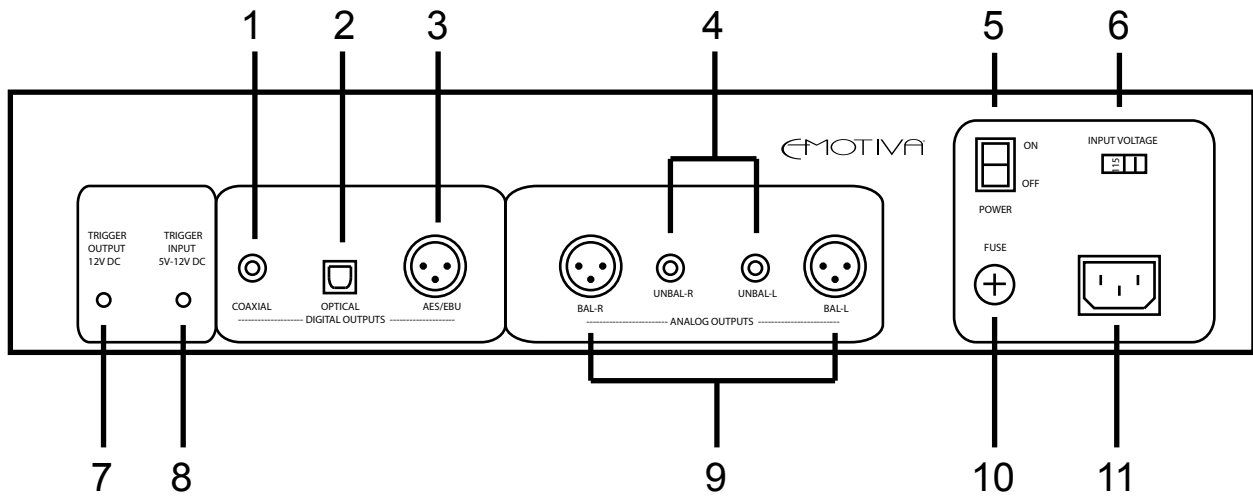 1 2 3 4 5 6
EMOTIVA
ON
OFF
POWER
INPUT VOLTAGE
115
TRIGGER
OUTPUT
12V DC
TRIGGER
INPUT
5V-12V DC
COAXIAL OPTICAL AES/EBU
DIGITAL OUTPUTS
UNBAL-R UNBAL-L
BAL-R BAL-L
ANALOG OUTPUTS
FUSE
7 8 9 10 11